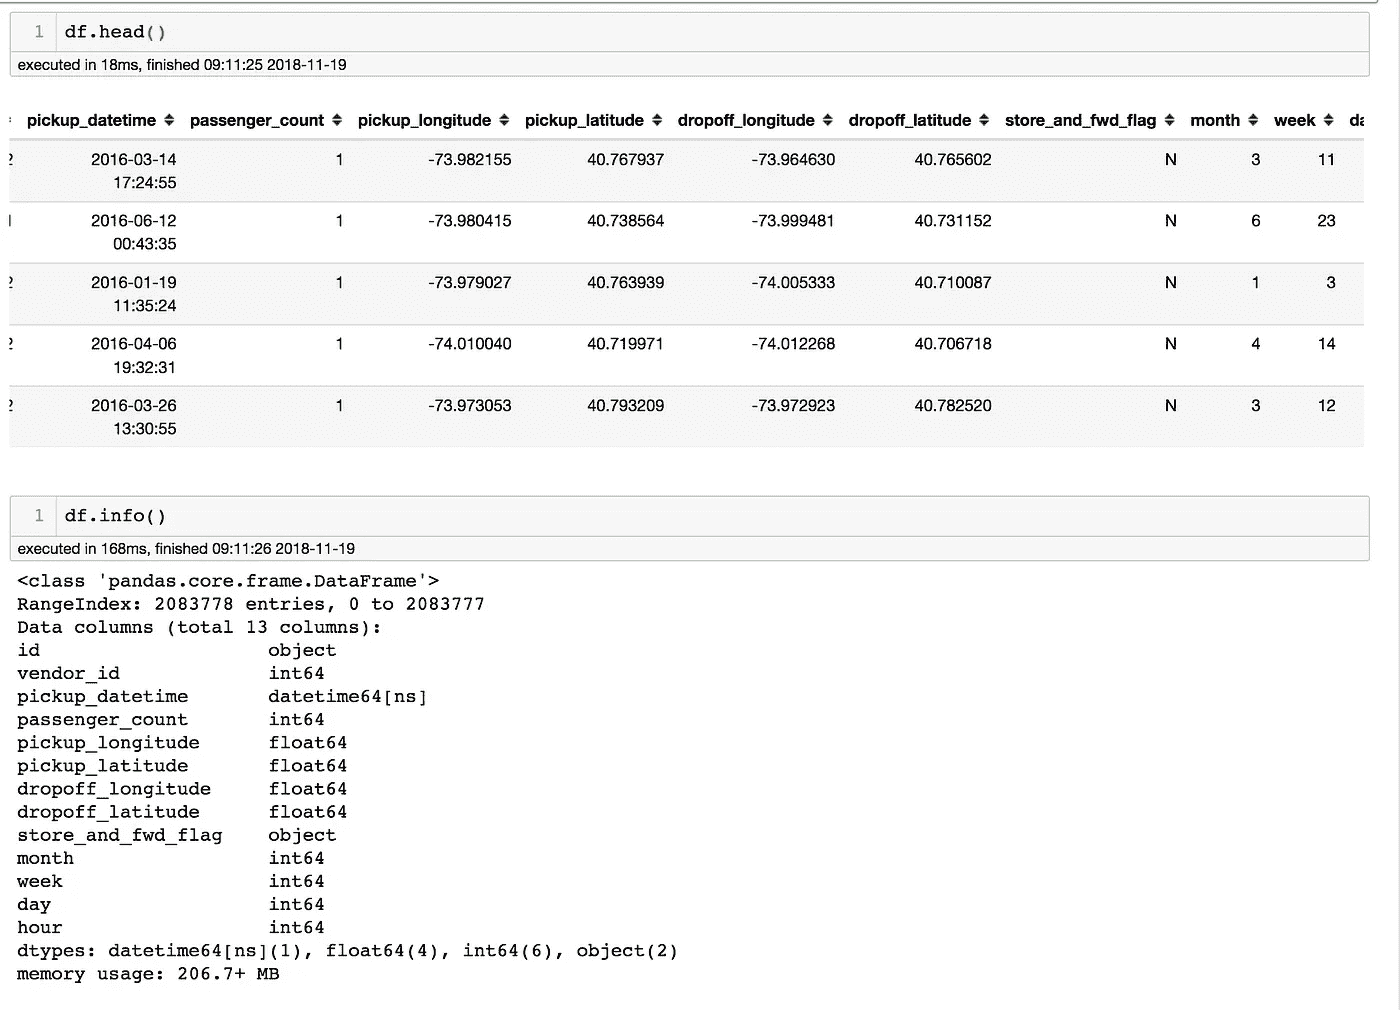 1 df.head()
executed in 18ms, finished 09:11:25 2018-11-19
pickup_datetime passenger_count pickup_longitude pickup_latitude dropoff_longitude dropoff_latitude store_and_fwd_flag month week da
2 2016-03-14 1 -73.982155 40.767937 -73.964630 40.765602 N 3 11
17:24:55
1 2016-06-12 1 -73.980415 40.738564 -73.999481 40.731152 N 6 23
00:43:35
2 2016-01-19 1 -73.979027 40.763939 -74.005333 40.710087 N 1 3
11:35:24
2 2016-04-06 1 -74.010040 40.719971 -74.012268 40.706718 N 4 14
19:32:31
2 2016-03-26 1 -73.973053 40.793209 -73.972923 40.782520 N 3 12
13:30:55
1 df.info()
executed in 168ms, finished 09:11:26 2018-11-19
<class 'pandas.core.frame.DataFrame'>
RangeIndex: 2083778 entries, 0 to 2083777
Data columns (total 13 columns):
id object
vendor_id int64
pickup_datetime datetime64[ns]
passenger_count int64
pickup_longitude float64
pickup_latitude float64
dropoff_longitude float64
dropoff_latitude float64
store_and_fwd_flag object
month int64
week int64
day int64
hour int64
dtypes: datetime64[ns](1), float64(4), int64(6), object(2)
memory usage: 206.7+ MB